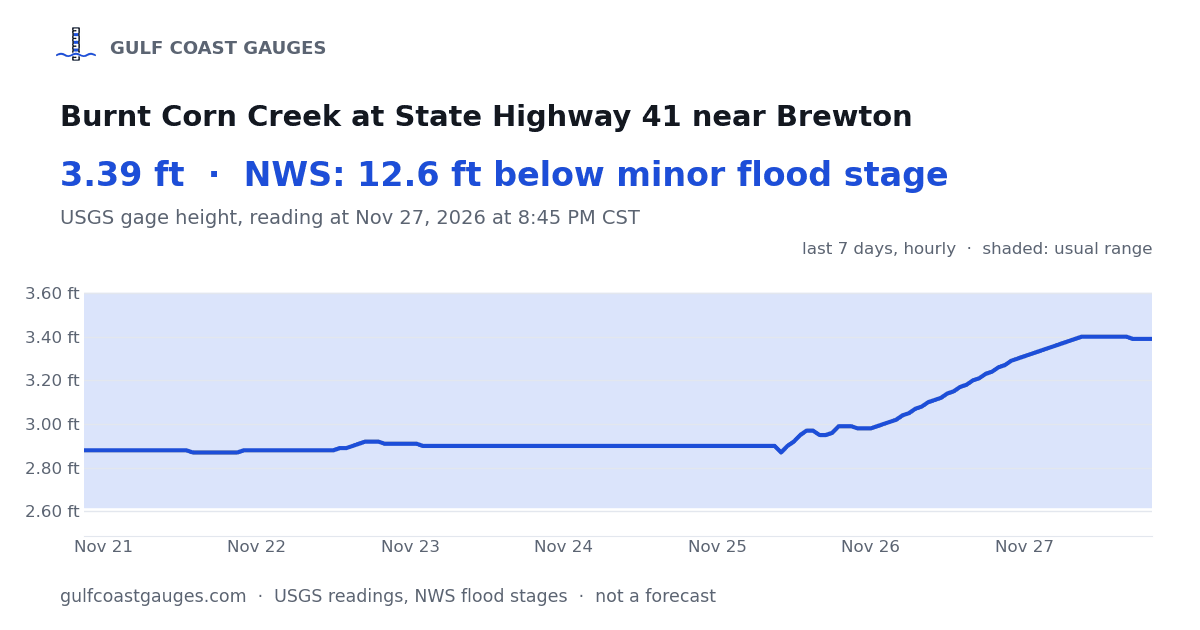 GULF COAST GAUGES
Burnt Corn Creek at State Highway 41 near Brewton
3.39 ft · NWS: 12.6 ft below minor flood stage
USGS gage height, reading at Nov 27, 2026 at 8:45 PM CST
last 7 days, hourly · shaded: usual range
3.60 ft
3.40 ft
3.20 ft
3.00 ft
2.80 ft
2.60 ft
Nov 21 Nov 22 Nov 23 Nov 24 Nov 25 Nov 26 Nov 27
gulfcoastgauges.com · USGS readings, NWS flood stages · not a forecast